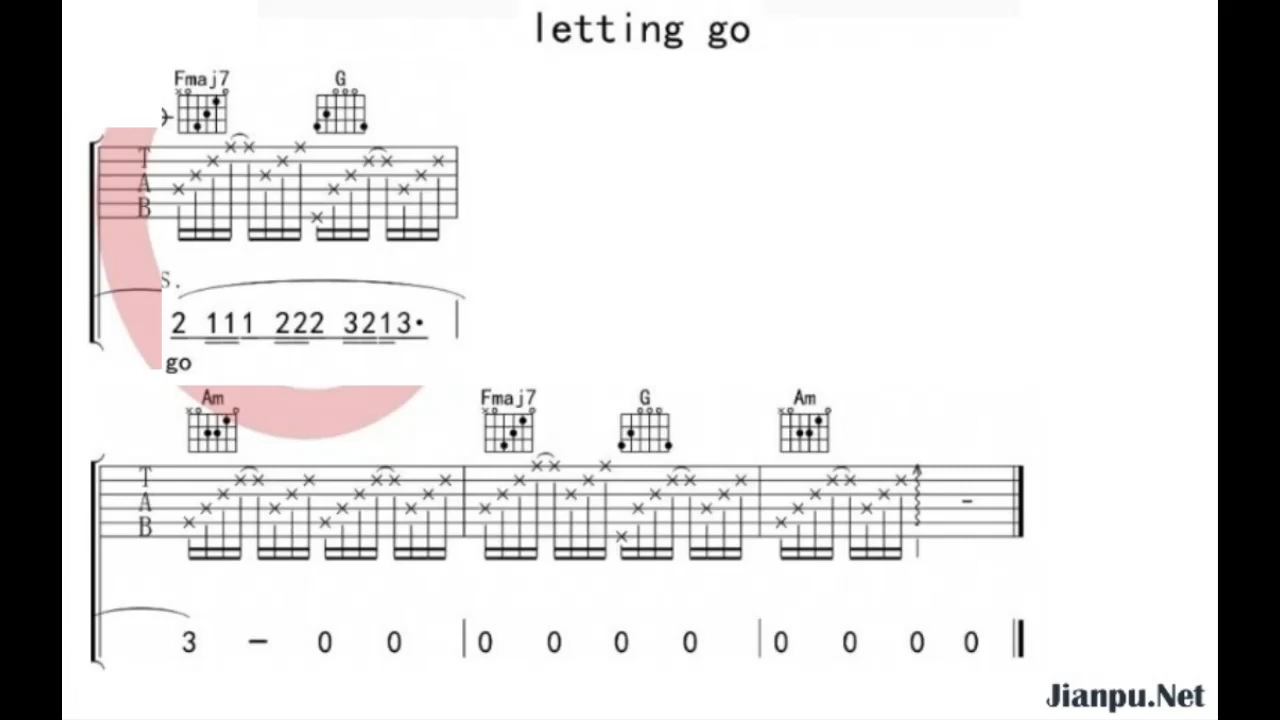 letting go
Fmaj7 G
T
A
B
S.
2 111 222 3213·
go
Am Fmaj7 G Am
T
A
B
-
3 - 0 0 0 0 0 0 0 0 0 0
Jianpu.Net